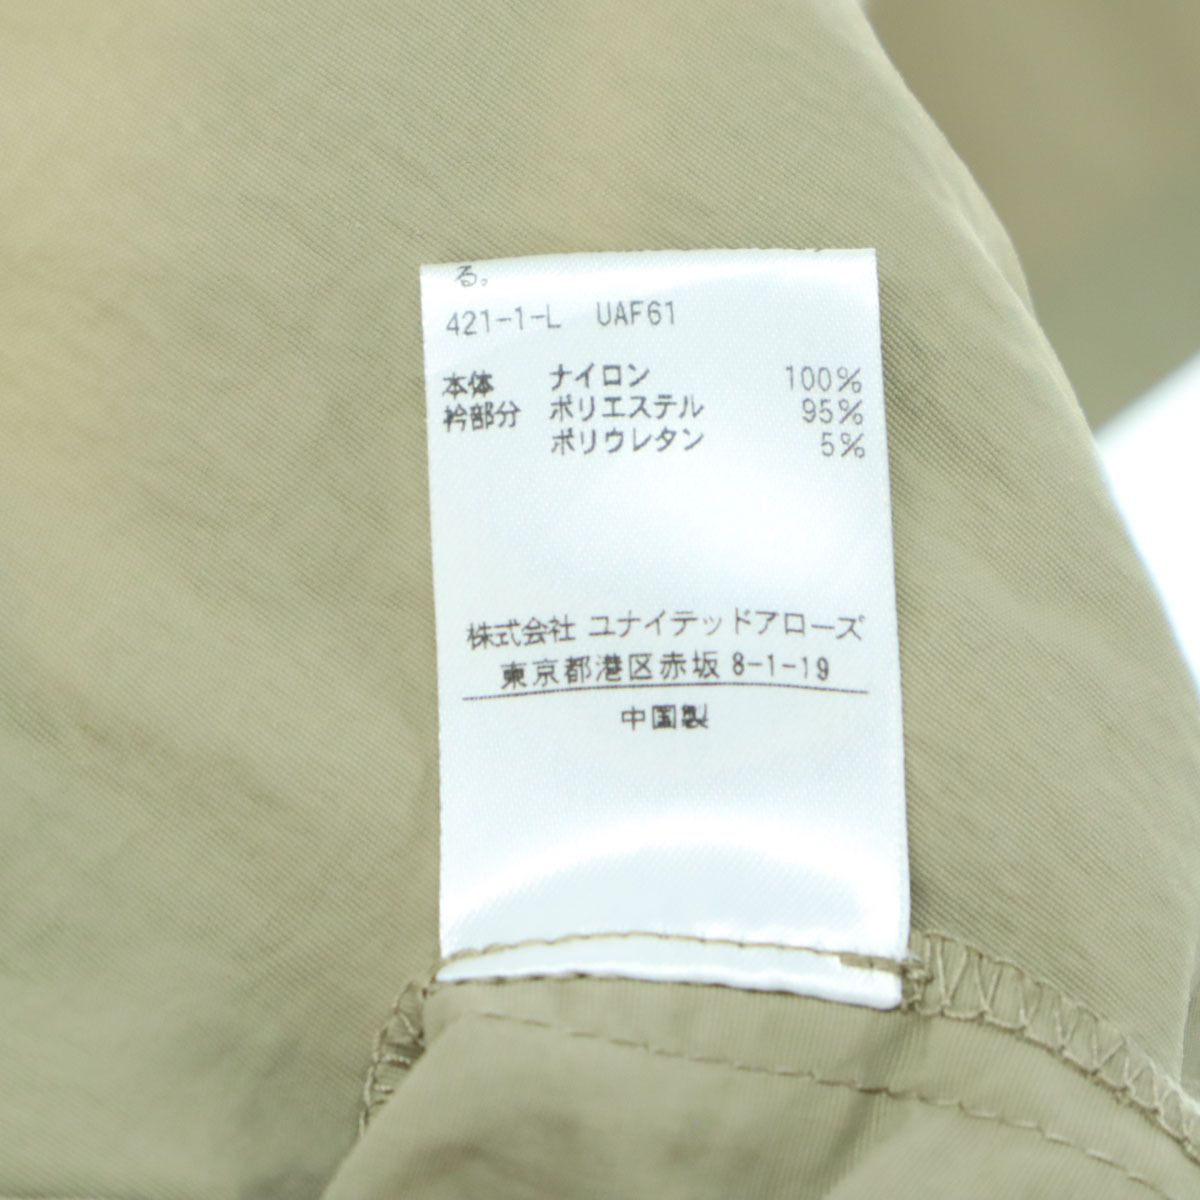 る。
421-1-L UAF61
本体 ナイロン 100%
衿部分 ポリエステル 95%
ポリウレタン 5%
株式会社 ユナイテッドアローズ
東京都港区赤坂 8-1-19
中国製